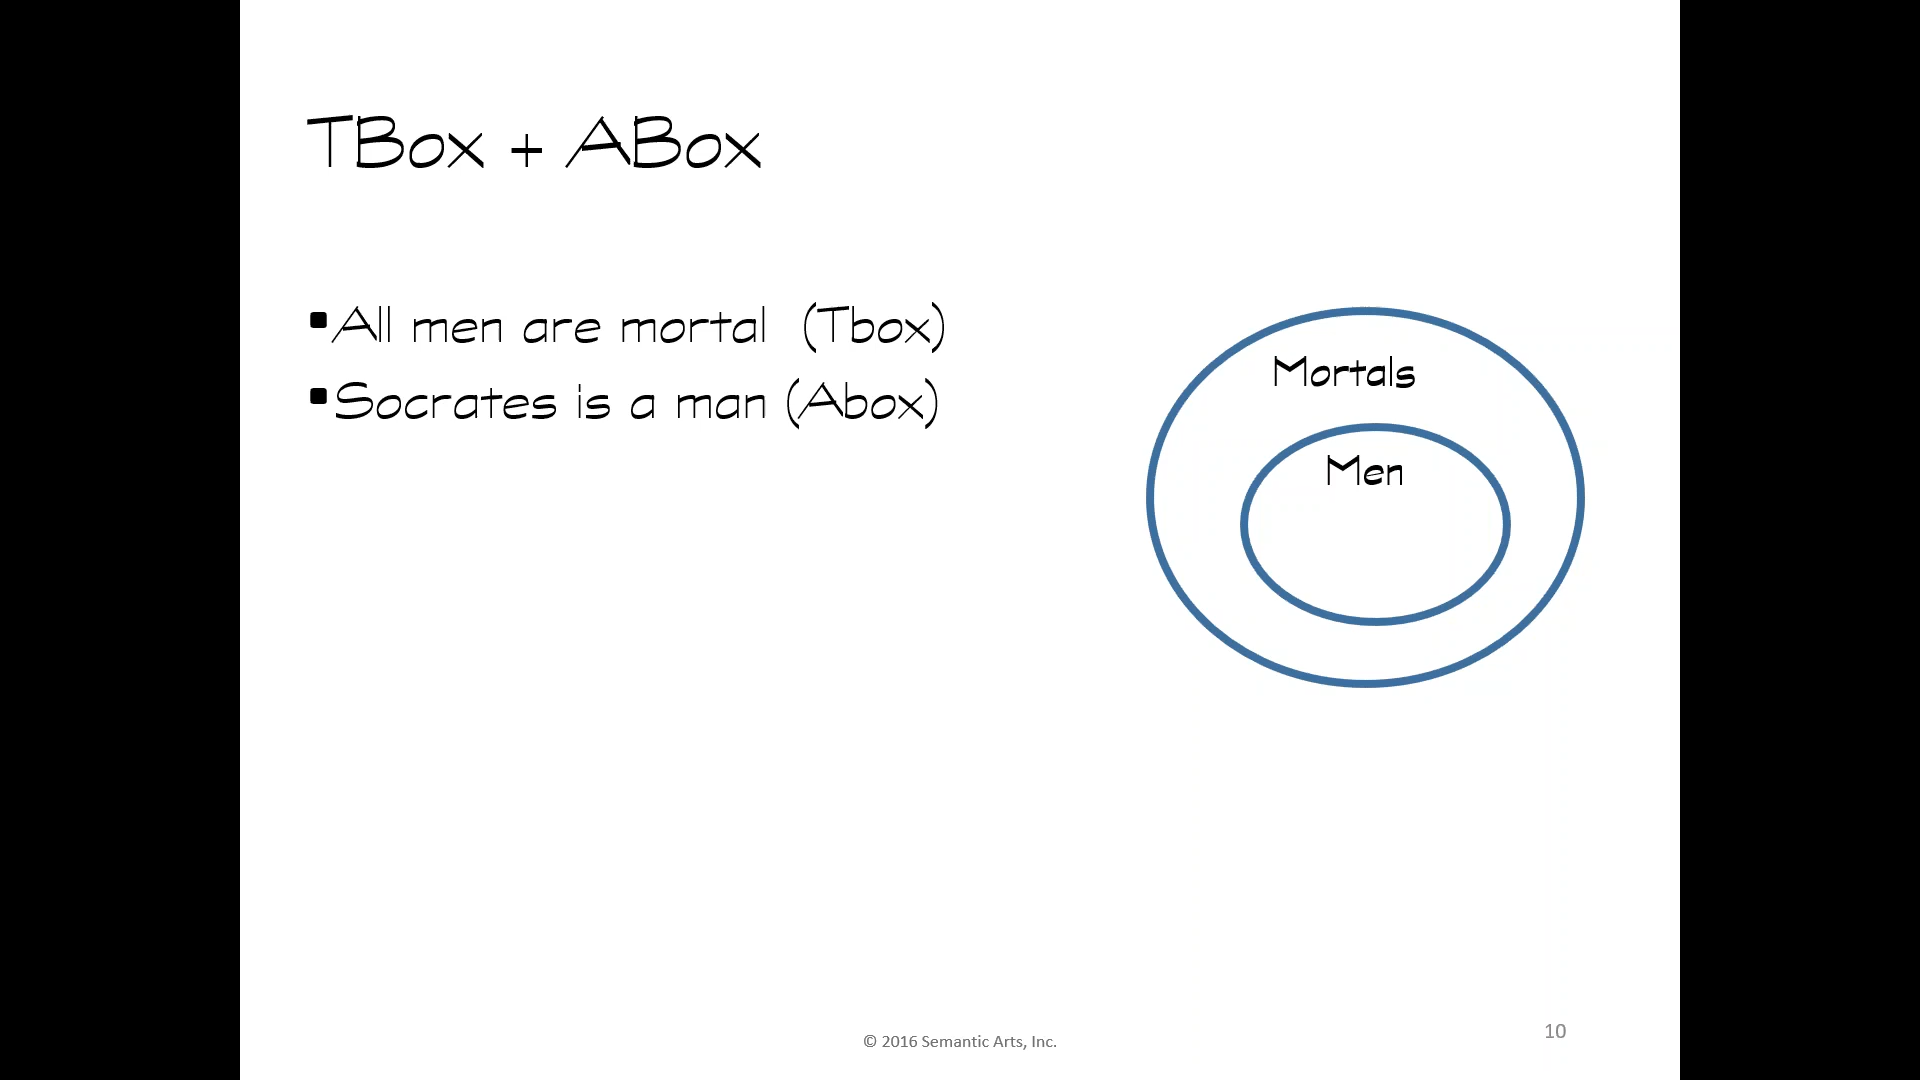 TBox + ABox
▪All men are mortal (Tbox)
▪Socrates is a man (Abox)
Mortals
Men
© 2016 Semantic Arts, Inc.
10